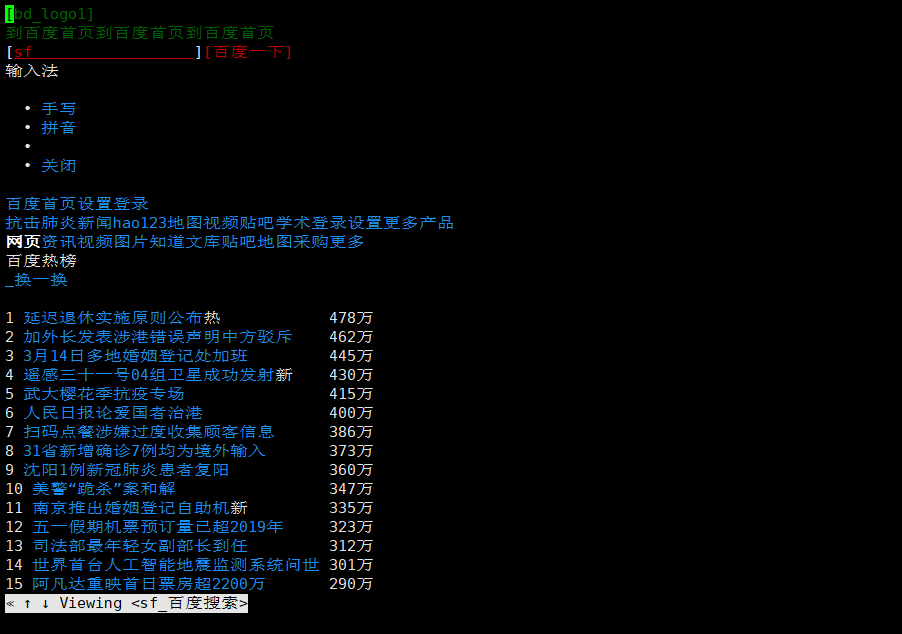 [bd_logo1]
到百度首页到百度首页到百度首页
[sf__________________][百度一下]
输入法
• 手写
• 拼音
•
• 关闭
百度首页设置登录
抗击肺炎新闻hao123地图视频贴吧学术登录设置更多产品
网页资讯视频图片知道文库贴吧地图采购更多
百度热榜
_换一换
1 延迟退休实施原则公布热 478万
2 加外长发表涉港错误声明中方驳斥 462万
3 3月14日多地婚姻登记处加班 445万
4 遥感三十一号04组卫星成功发射新 430万
5 武大樱花季抗疫专场 415万
6 人民日报论爱国者治港 400万
7 扫码点餐涉嫌过度收集顾客信息 386万
8 31省新增确诊7例均为境外输入 373万
9 沈阳1例新冠肺炎患者复阳 360万
10 美警“跪杀”案和解 347万
11 南京推出婚姻登记自助机新 335万
12 五一假期机票预订量已超2019年 323万
13 司法部最年轻女副部长到任 312万
14 世界首台人工智能地震监测系统问世 301万
15 阿凡达重映首日票房超2200万 290万
« ↑ ↓ Viewing <sf_百度搜索>